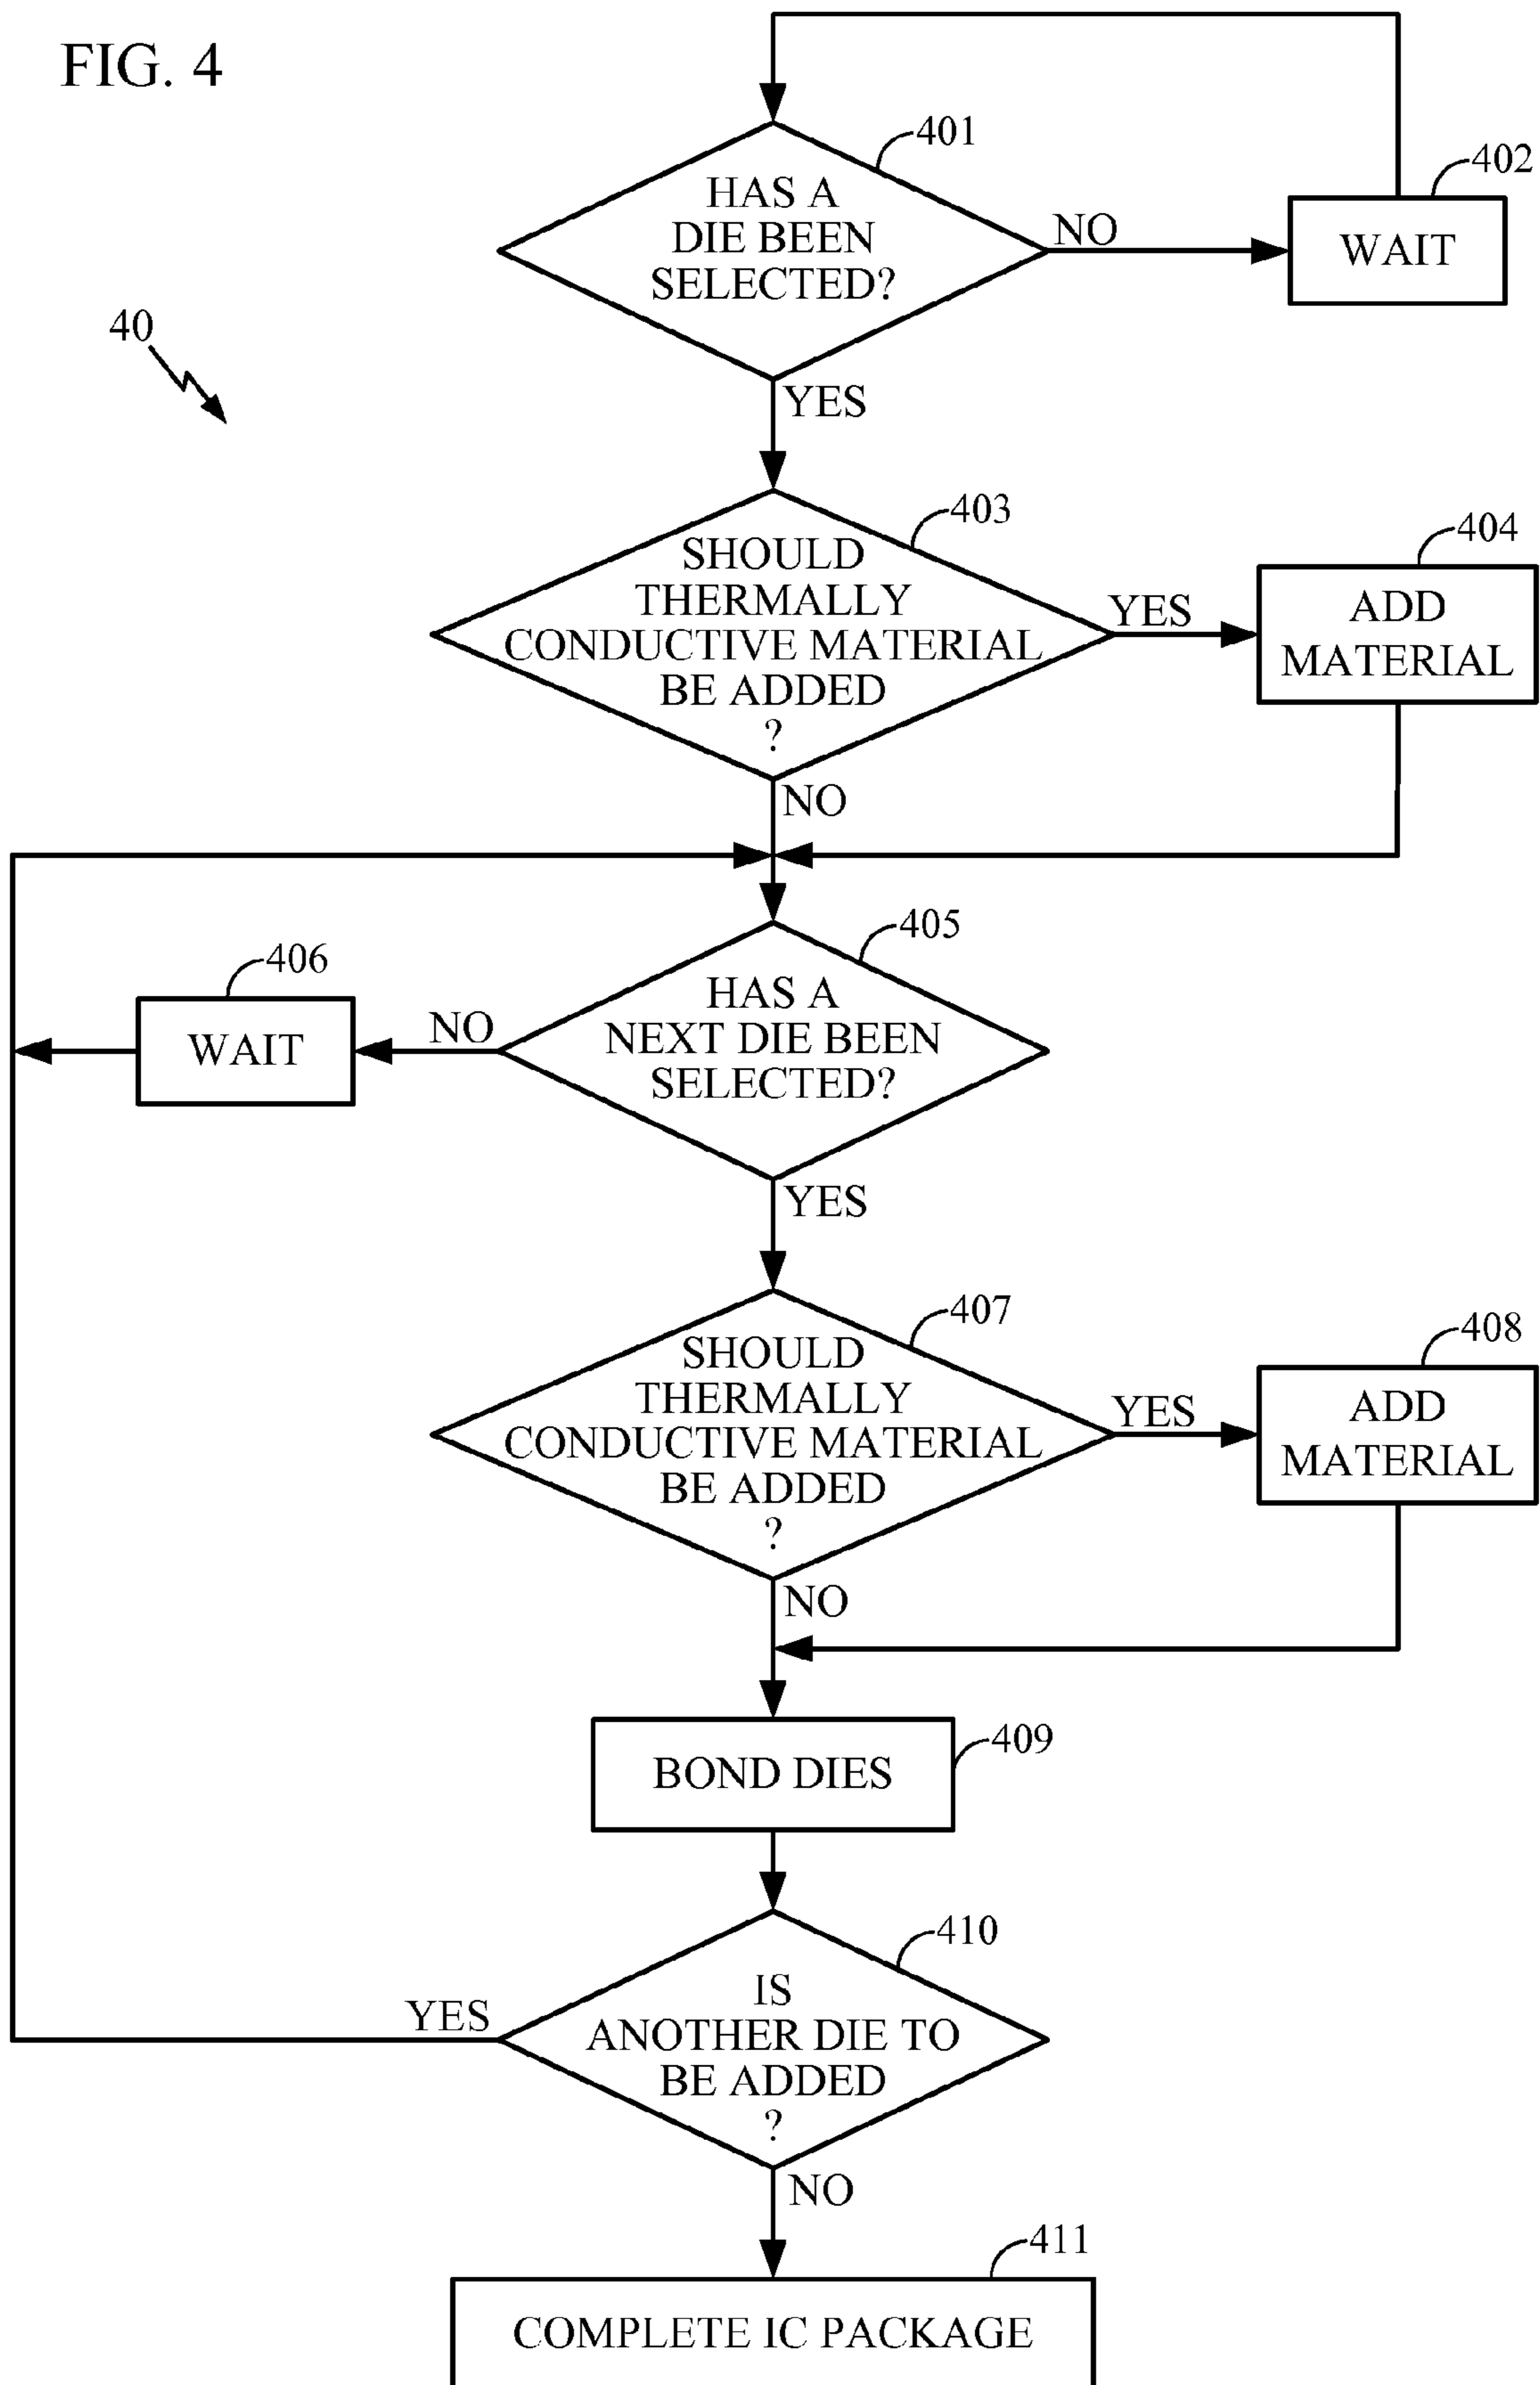 FIG. 4
401
HAS A
DIE BEEN
SELECTED?
NO
402
WAIT
40
YES
403
SHOULD
THERMALLY
CONDUCTIVE MATERIAL
BE ADDED
?
YES
404
ADD
MATERIAL
NO
405
HAS A
NEXT DIE BEEN
SELECTED?
NO
406
WAIT
YES
407
SHOULD
THERMALLY
CONDUCTIVE MATERIAL
BE ADDED
?
YES
408
ADD
MATERIAL
NO
409
BOND DIES
410
IS
ANOTHER DIE TO
BE ADDED
?
YES
NO
411
COMPLETE IC PACKAGE